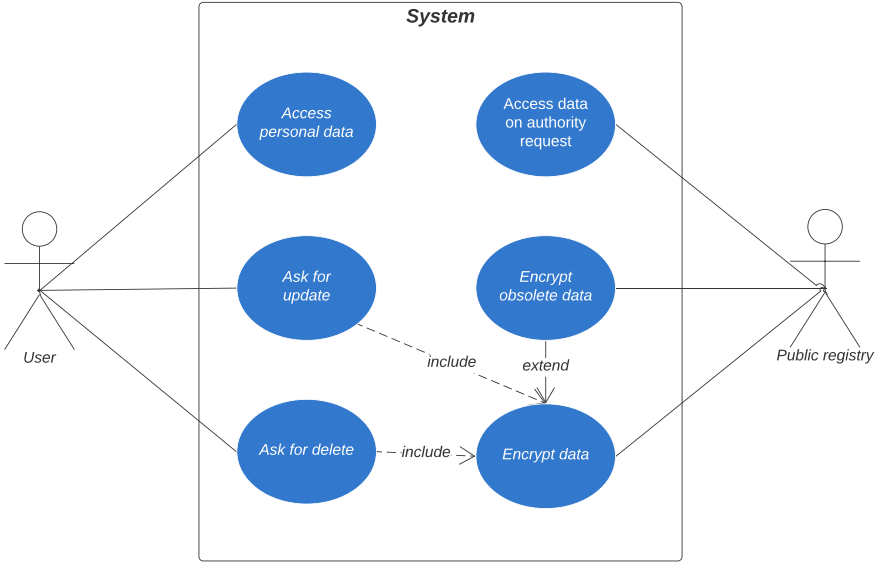 System
Access
personal data
Access data
on authority
request
Ask for
update
Encrypt
obsolete data
User
Public registry
include
extend
Ask for delete
include
Encrypt data